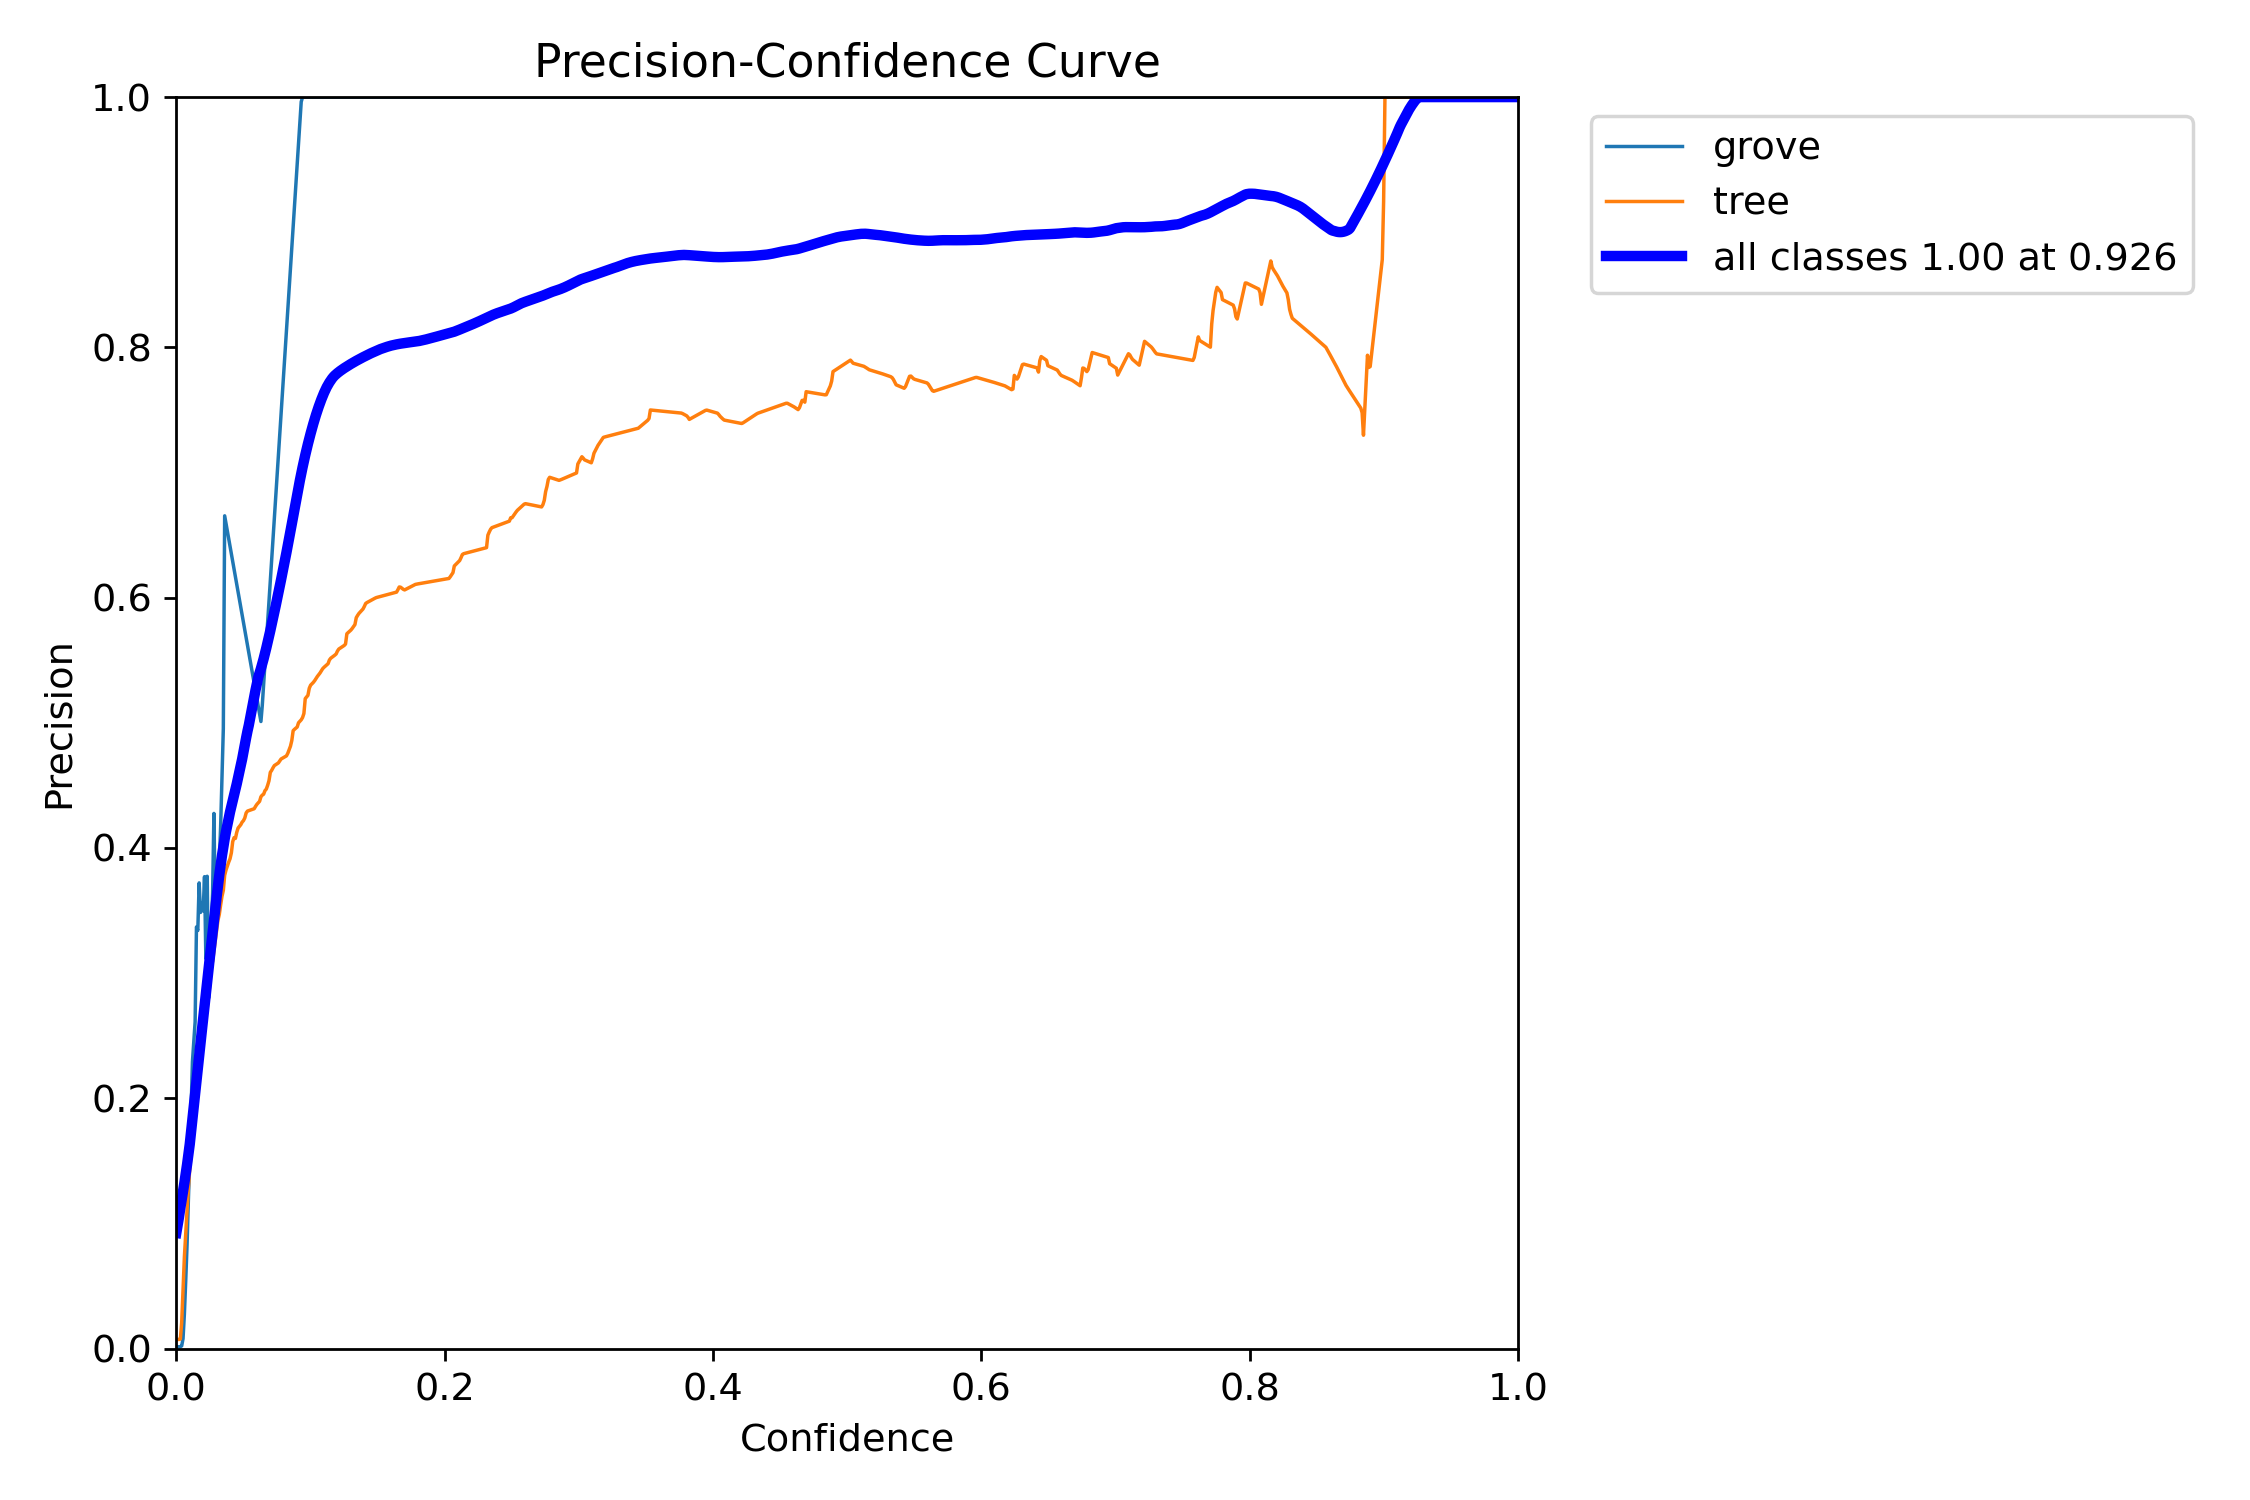 Precision-Confidence Curve
1.0
0.8
0.6
0.4
0.2
0.0
Precision
0.0 0.2 0.4 0.6 0.8 1.0
Confidence
grove
tree
all classes 1.00 at 0.926